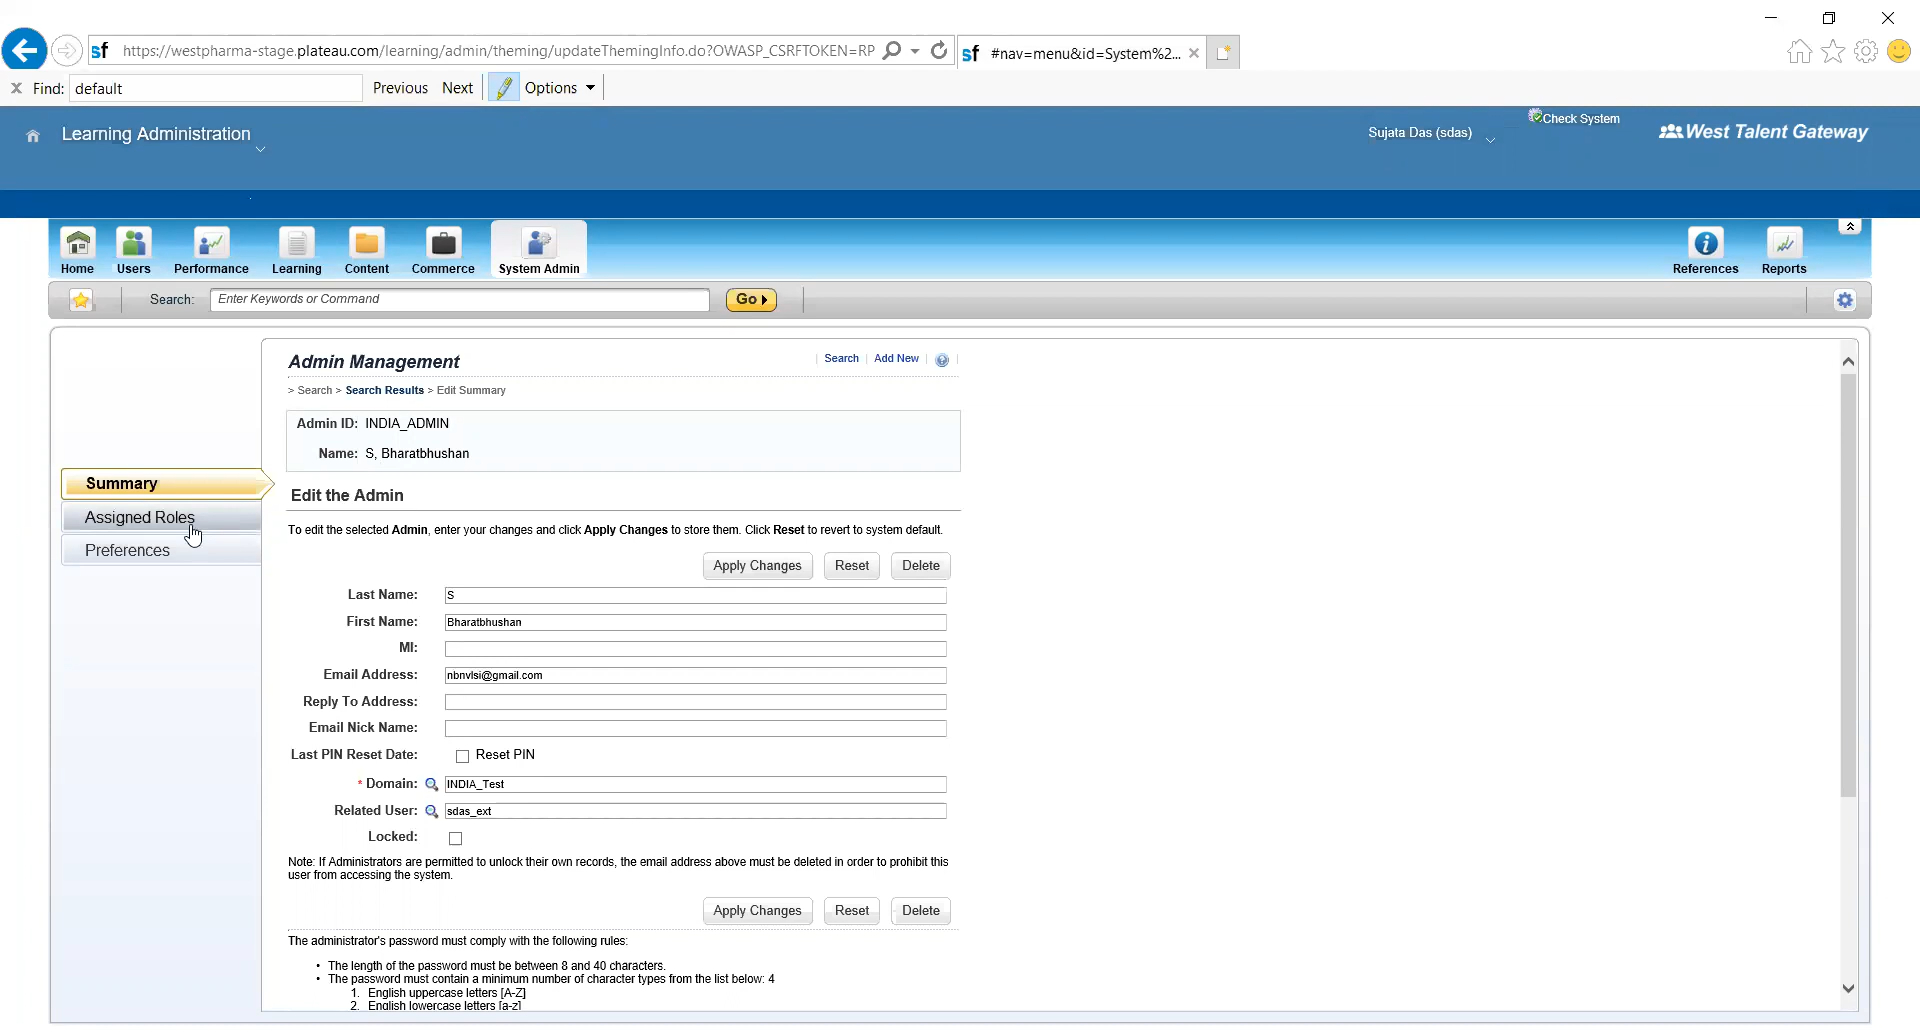 sf https://westpharma-stage.plateau.com/learning/admin/theming/updateThemingInfo.do?OWASP_CSRFTOKEN=RP
sf #nav=menu&id=System%2...
x Find: default Previous Next Options
Learning Administration
Sujata Das (sdas)
Check System
West Talent Gateway
Home Users Performance Learning Content Commerce System Admin References Reports
Search: Enter Keywords or Command Go
Admin Management
Search Add New
> Search > Search Results > Edit Summary
Admin ID: INDIA_ADMIN
Name: S, Bharatbhushan
Summary
Assigned Roles
Preferences
Edit the Admin
To edit the selected Admin, enter your changes and click Apply Changes to store them. Click Reset to revert to system default.
Apply Changes Reset Delete
Last Name: S
First Name: Bharatbhushan
MI:
Email Address: nbnvlsi@gmail.com
Reply To Address:
Email Nick Name:
Last PIN Reset Date: Reset PIN
* Domain: INDIA_Test
Related User: sdas_ext
Locked:
Note: If Administrators are permitted to unlock their own records, the email address above must be deleted in order to prohibit this
user from accessing the system.
Apply Changes Reset Delete
The administrator's password must comply with the following rules:
• The length of the password must be between 8 and 40 characters.
• The password must contain a minimum number of character types from the list below: 4
1. English uppercase letters [A-Z]
2. English lowercase letters [a-z]